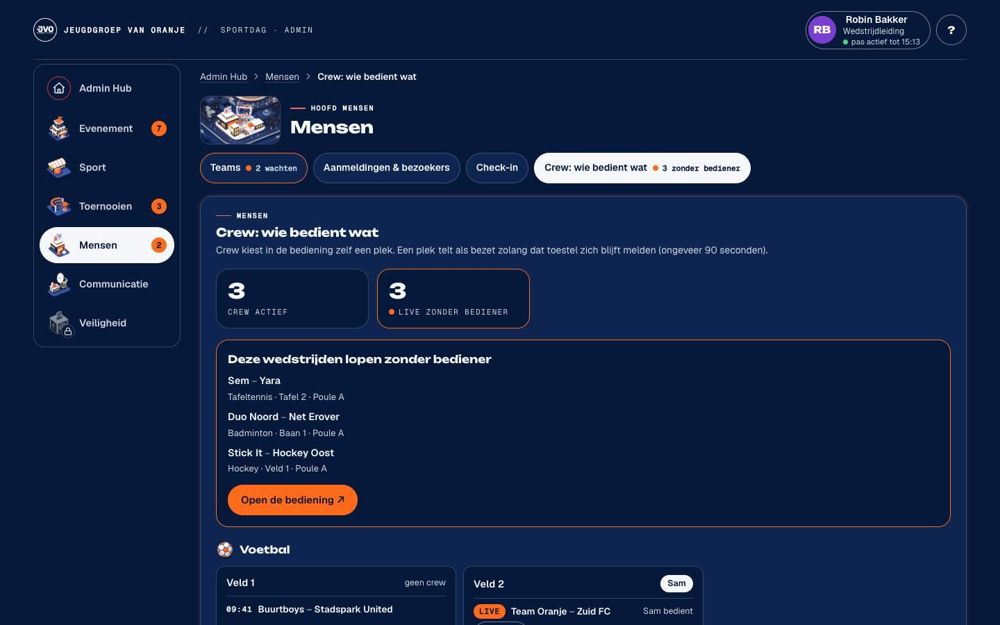 JVO JEUGDGROEP VAN ORANJE // SPORTDAG · ADMIN
RB Robin Bakker
Wedstrijdleiding
pas actief tot 15:13
?
Admin Hub
Evenement 7
Sport
Toernooien 3
Mensen 2
Communicatie
Veiligheid
Admin Hub > Mensen > Crew: wie bedient wat
HOOFD MENSEN
Mensen
Teams 2 wachten
Aanmeldingen & bezoekers
Check-in
Crew: wie bedient wat 3 zonder bediener
MENSEN
Crew: wie bedient wat
Crew kiest in de bediening zelf een plek. Een plek telt als bezet zolang dat toestel zich blijft melden (ongeveer 90 seconden).
3
CREW ACTIEF
3
LIVE ZONDER BEDIENER
Deze wedstrijden lopen zonder bediener
Sem – Yara
Tafeltennis · Tafel 2 · Poule A
Duo Noord – Net Erover
Badminton · Baan 1 · Poule A
Stick It – Hockey Oost
Hockey · Veld 1 · Poule A
Open de bediening ↗
Voetbal
Veld 1 geen crew
09:41 Buurtboys – Stadspark United
Veld 2 Sam
LIVE Team Oranje – Zuid FC Sam bedient